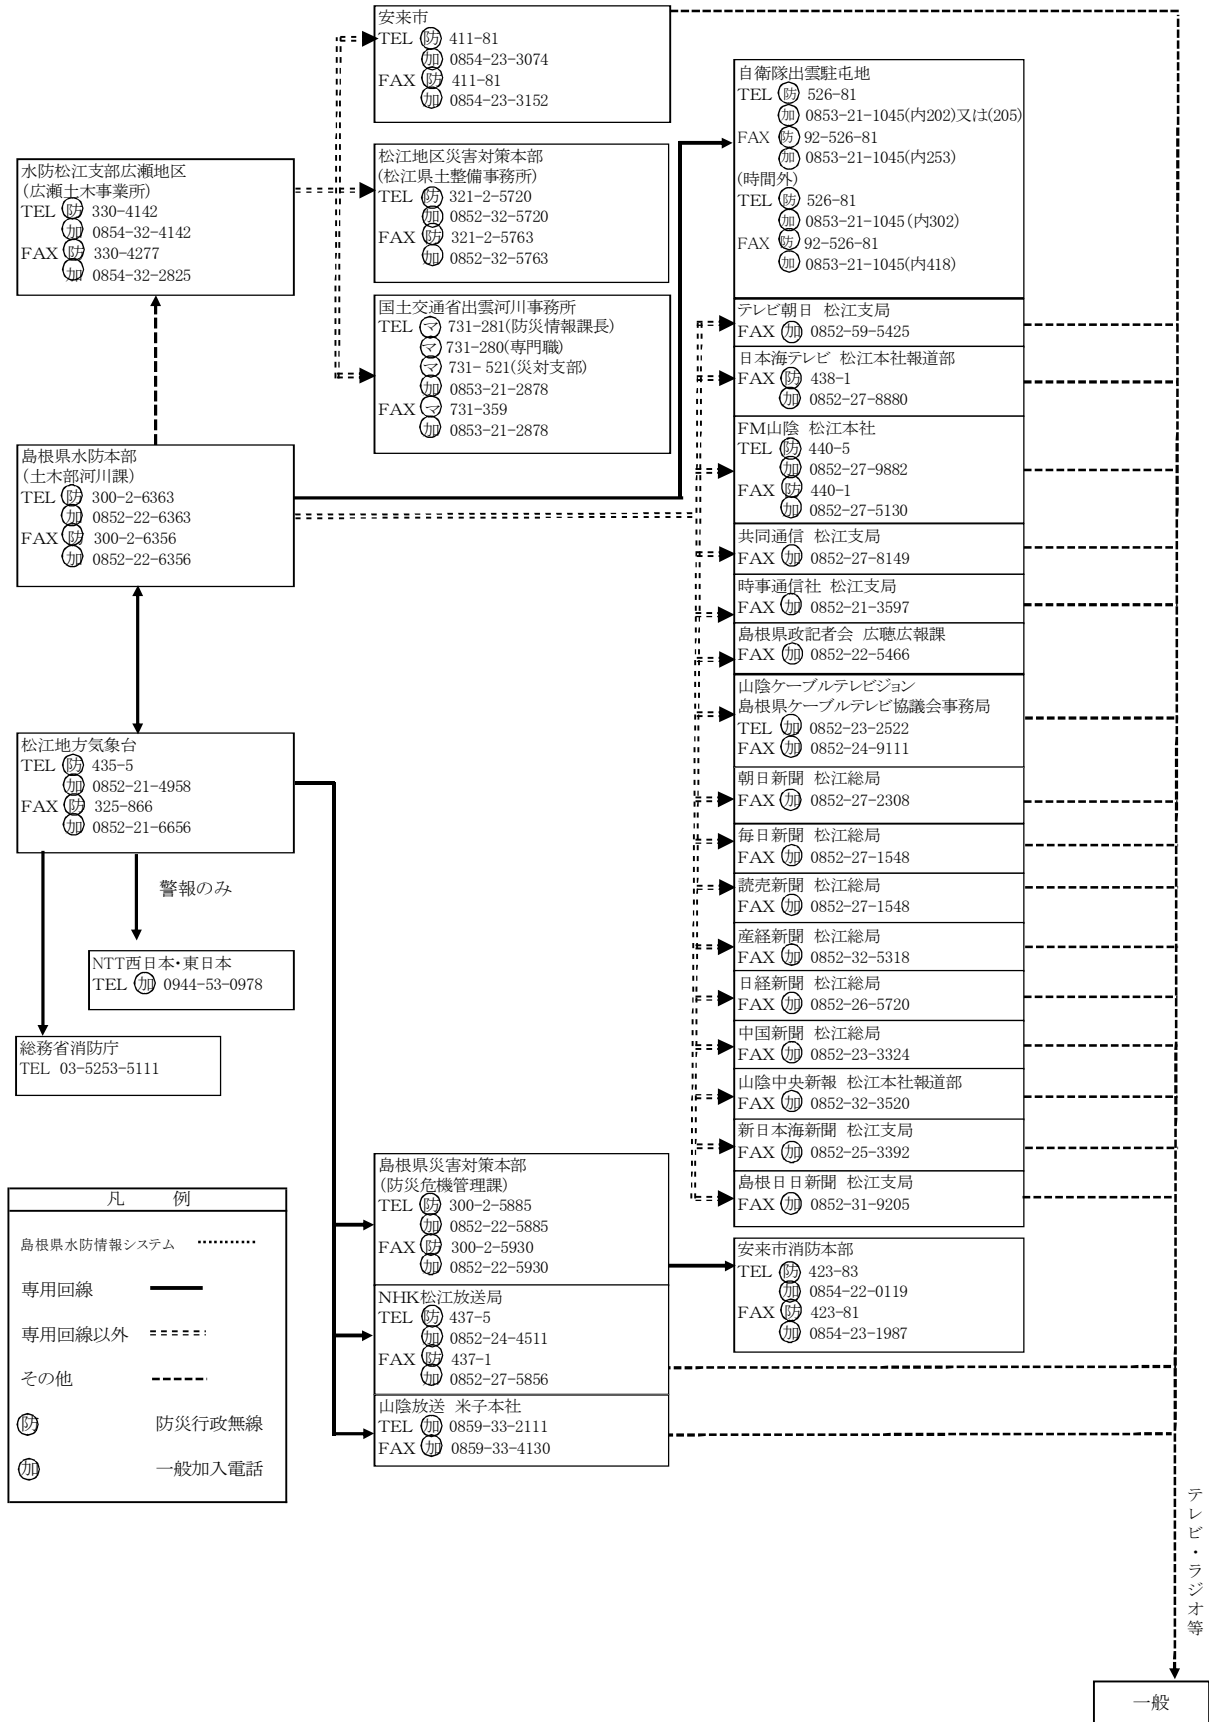 安来市
TEL 防 411-81
加 0854-23-3074
FAX 防 411-81
加 0854-23-3152
松江地区災害対策本部
(松江県土整備事務所)
TEL 防 321-2-5720
加 0852-32-5720
FAX 防 321-2-5763
加 0852-32-5763
国土交通省出雲河川事務所
TEL マ 731-281(防災情報課長)
マ 731-280(専門職)
マ 731-521(災対支部)
加 0853-21-2878
FAX マ 731-359
加 0853-21-2878
水防松江支部広瀬地区
(広瀬土木事業所)
TEL 防 330-4142
加 0854-32-4142
FAX 防 330-4277
加 0854-32-2825
島根県水防本部
(土木部河川課)
TEL 防 300-2-6363
加 0852-22-6363
FAX 防 300-2-6356
加 0852-22-6356
松江地方気象台
TEL 防 435-5
加 0852-21-4958
FAX 防 325-866
加 0852-21-6656
警報のみ
NTT西日本・東日本
TEL 加 0944-53-0978
総務省消防庁
TEL 03-5253-5111
自衛隊出雲駐屯地
TEL 防 526-81
加 0853-21-1045(内202)又は(205)
FAX 防 92-526-81
加 0853-21-1045(内253)
(時間外)
TEL 防 526-81
加 0853-21-1045(内302)
FAX 防 92-526-81
加 0853-21-1045(内418)
テレビ朝日 松江支局
FAX 加 0852-59-5425
日本海テレビ 松江本社報道部
FAX 防 438-1
加 0852-27-8880
FM山陰 松江本社
TEL 防 440-5
加 0852-27-9882
FAX 防 440-1
加 0852-27-5130
共同通信 松江支局
FAX 加 0852-27-8149
時事通信社 松江支局
FAX 加 0852-21-3597
島根県政記者会 広聴広報課
FAX 加 0852-22-5466
山陰ケーブルテレビジョン
島根県ケーブルテレビ協議会事務局
TEL 加 0852-23-2522
FAX 加 0852-24-9111
朝日新聞 松江総局
FAX 加 0852-27-2308
毎日新聞 松江総局
FAX 加 0852-27-1548
読売新聞 松江総局
FAX 加 0852-27-1548
産経新聞 松江総局
FAX 加 0852-32-5318
日経新聞 松江総局
FAX 加 0852-26-5720
中国新聞 松江総局
FAX 加 0852-23-3324
山陰中央新報 松江本社報道部
FAX 加 0852-32-3520
新日本海新聞 松江支局
FAX 加 0852-25-3392
島根日日新聞 松江支局
FAX 加 0852-31-9205
島根県災害対策本部
(防災危機管理課)
TEL 防 300-2-5885
加 0852-22-5885
FAX 防 300-2-5930
加 0852-22-5930
NHK松江放送局
TEL 防 437-5
加 0852-24-4511
FAX 防 437-1
加 0852-27-5856
山陰放送 米子本社
TEL 加 0859-33-2111
FAX 加 0859-33-4130
安来市消防本部
TEL 防 423-83
加 0854-22-0119
FAX 防 423-81
加 0854-23-1987
凡 例
島根県水防情報システム
専用回線
専用回線以外
その他
防 防災行政無線
加 一般加入電話
テレビ・ラジオ等
一般